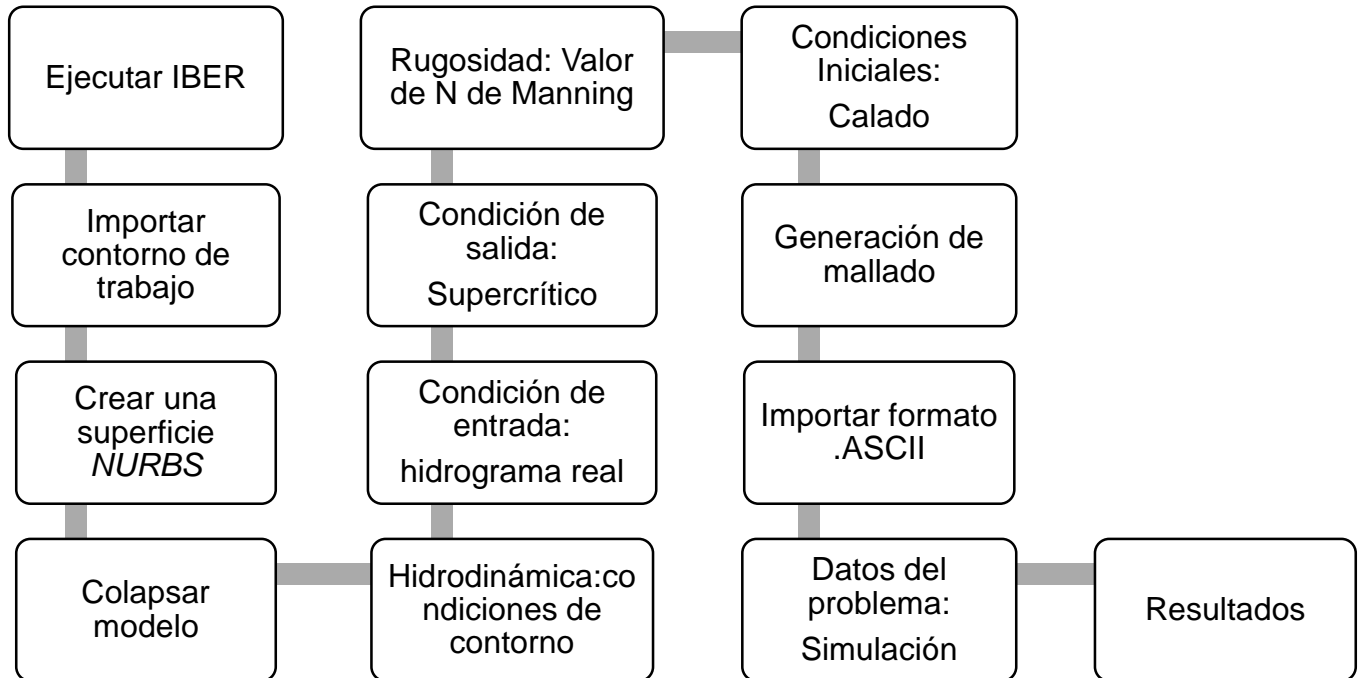 Ejecutar IBER
Importar
contorno de
trabajo
Crear una
superficie
NURBS
Colapsar
modelo
Hidrodinámica:co
ndiciones de
contorno
Condición de
entrada:
hidrograma real
Condición de
salida:
Supercrítico
Rugosidad: Valor
de N de Manning
Condiciones
Iniciales:
Calado
Generación de
mallado
Importar formato
.ASCII
Datos del
problema:
Simulación
Resultados